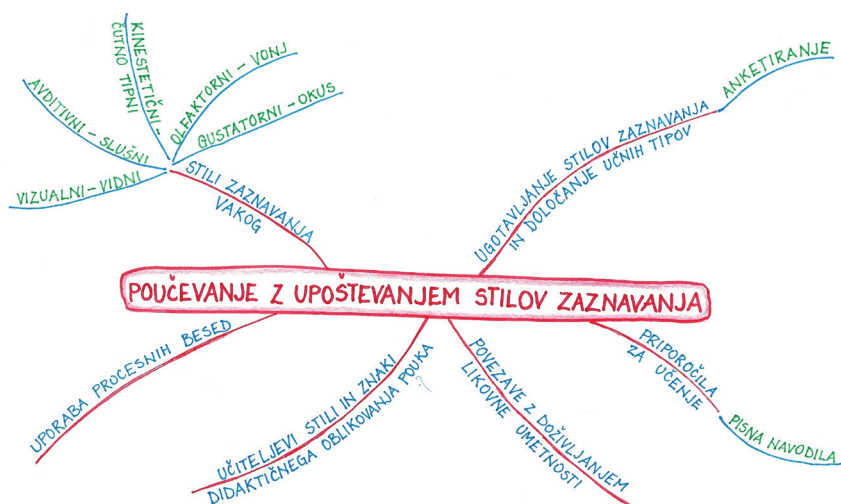 KINESTETIČNI-
ČUTNO TIPNI
OLFAKTORNI - VONJ
GUSTATORNI - OKUS
AVDITIVNI - SLUŠNI
VIZUALNI - VIDNI
STILI ZAZNAVANJA
VAKOG
ANKETIRANJE
UGOTAVLJANJE STILOV ZAZNAVANJA
IN DOLOČANJE UČNIH TIPOV
POUČEVANJE Z UPOŠTEVANJEM STILOV ZAZNAVANJA
UPORABA PROCESNIH BESED
UČITELJEVI STILI IN ZNAKI
DIDAKTIČNEGA OBLIKOVANJA POUKA
?
POVEZAVE Z DOŽIVLJANJEM
LIKOVNE UMETNOSTI
PRIPOROČILA
ZA UČENJE
PISNA NAVODILA